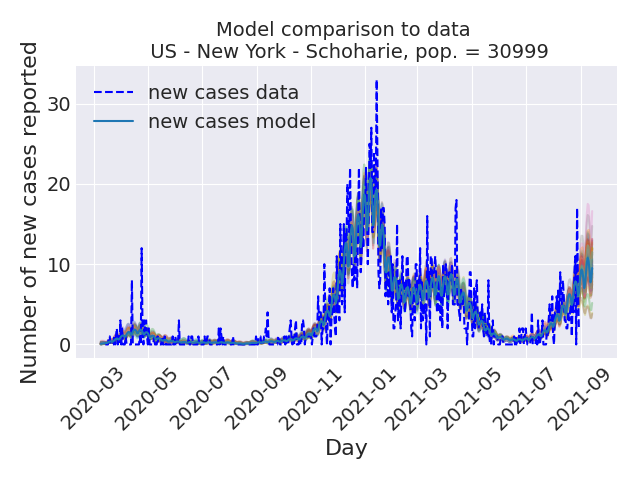 Model comparison to data
US - New York - Schoharie, pop. = 30999
Number of new cases reported
30
20
10
0
new cases data
new cases model
2020-03
2020-05
2020-07
2020-09
2020-11
2021-01
2021-03
2021-05
2021-07
2021-09
Day